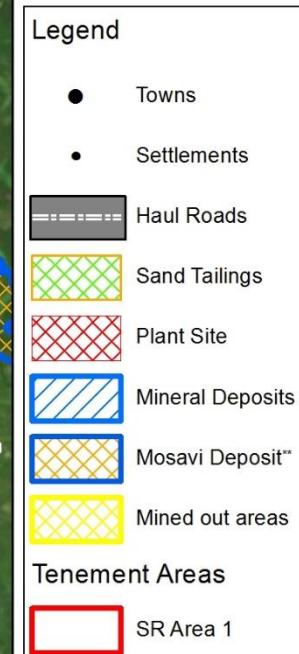 Legend
Towns
Settlements
Haul Roads
Sand Tailings
Plant Site
Mineral Deposits
Mosavi Deposit**
Mined out areas
Tenement Areas
SR Area 1